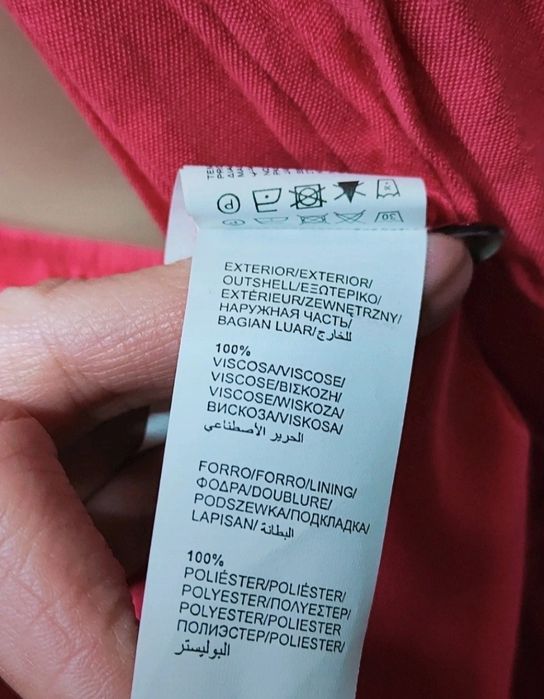 EXTERIOR/EXTERIOR/
OUTSHELL/ΕΞΩΤΕΡΙΚΟ/
EXTÉRIEUR/ZEWNĘTRZNY/
НАРУЖНАЯ ЧАСТЬ/
BAGIAN LUAR/للخارج
100%
VISCOSA/VISCOSE/
VISCOSE/ΒΙΣΚΟΖΗ/
VISCOSE/WISKOZA/
ВИСКОЗА/VISKOSA/
الحرير الأصطناعي
FORRO/FORRO/LINING/
ΦΟΔΡΑ/DOUBLURE/
PODSZEWKA/ПОДКЛАДКА/
LAPISAN/البطانة
100%
POLIÉSTER/POLIÉSTER/
POLYESTER/ΠΟΛΥΕΣΤΕΡ/
POLYESTER/POLYESTER
ПОЛИЭСТЕР/POLIESTER/
البوليستر